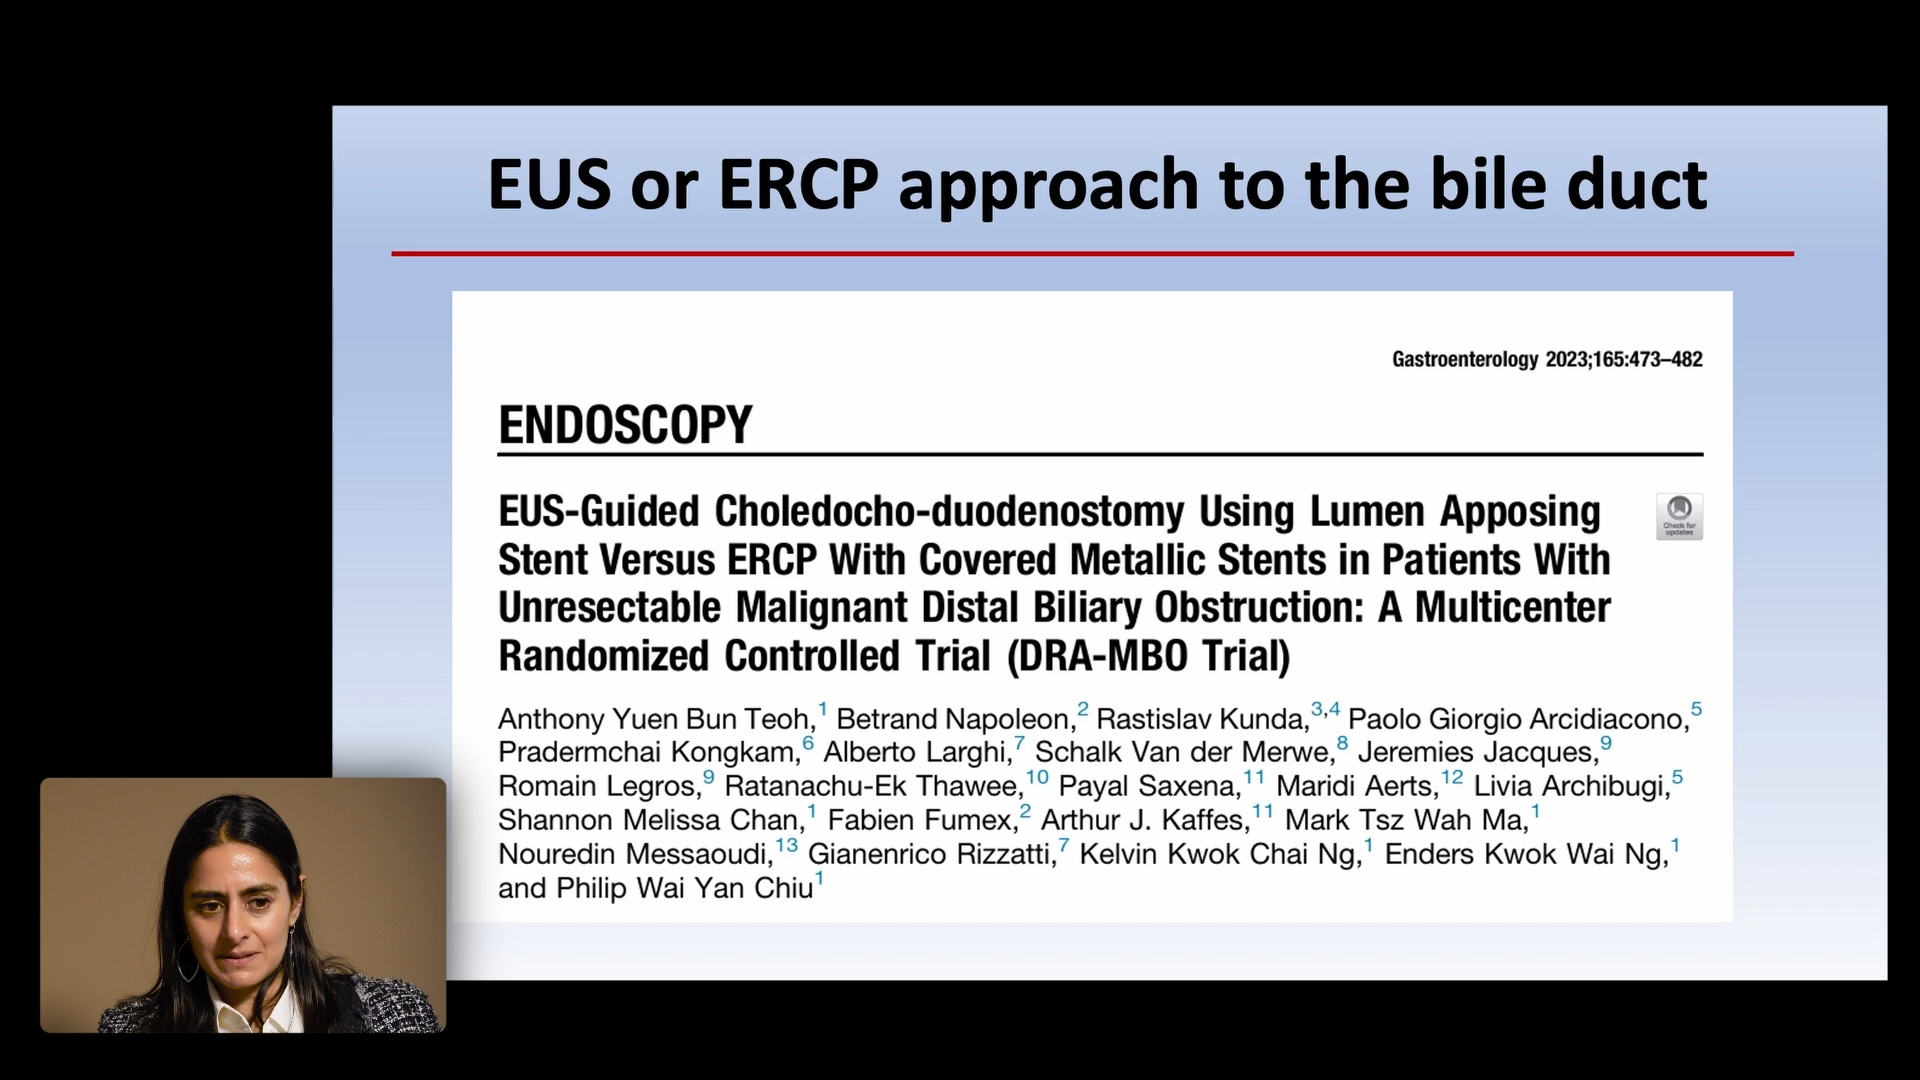 EUS or ERCP approach to the bile duct
Gastroenterology 2023;165:473–482
ENDOSCOPY
EUS-Guided Choledocho-duodenostomy Using Lumen Apposing
Stent Versus ERCP With Covered Metallic Stents in Patients With
Unresectable Malignant Distal Biliary Obstruction: A Multicenter
Randomized Controlled Trial (DRA-MBO Trial)
Check for
updates
Anthony Yuen Bun Teoh,1 Betrand Napoleon,2 Rastislav Kunda,3,4 Paolo Giorgio Arcidiacono,5
Pradermchai Kongkam,6 Alberto Larghi,7 Schalk Van der Merwe,8 Jeremies Jacques,9
Romain Legros,9 Ratanachu-Ek Thawee,10 Payal Saxena,11 Maridi Aerts,12 Livia Archibugi,5
Shannon Melissa Chan,1 Fabien Fumex,2 Arthur J. Kaffes,11 Mark Tsz Wah Ma,1
Nouredin Messaoudi,13 Gianenrico Rizzatti,7 Kelvin Kwok Chai Ng,1 Enders Kwok Wai Ng,1
and Philip Wai Yan Chiu1